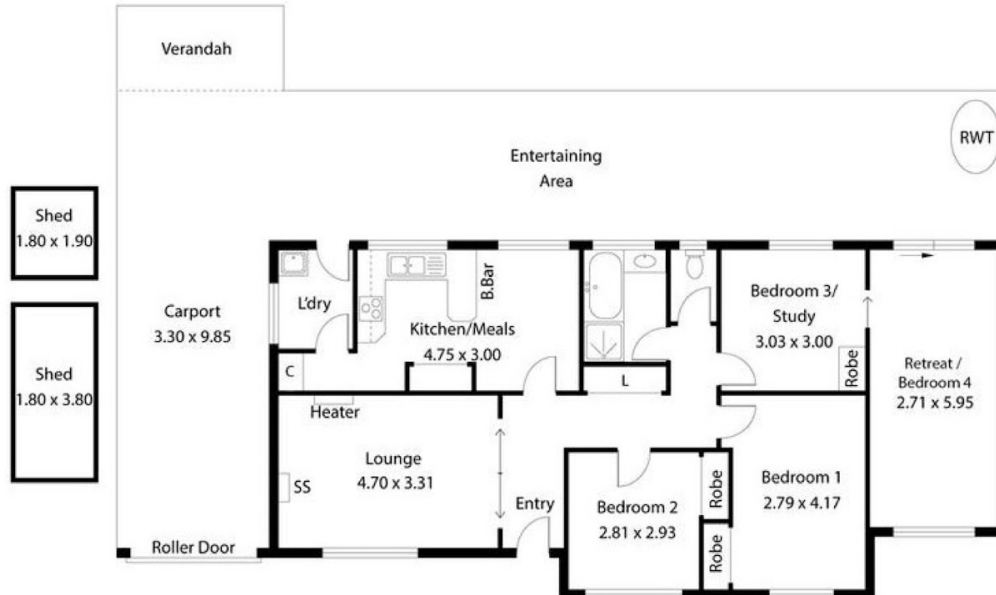 Verandah
RWT
Entertaining
Area
Shed
1.80 x 1.90
L'dry
B.Bar
Carport
3.30 x 9.85
Kitchen/Meals
4.75 x 3.00
Bedroom 3/
Study
3.03 x 3.00
Robe
Retreat /
Bedroom 4
2.71 x 5.95
Shed
1.80 x 3.80
C
L
Heater
Lounge
4.70 x 3.31
SS
Entry
Bedroom 2
2.81 x 2.93
Robe
Robe
Bedroom 1
2.79 x 4.17
Roller Door